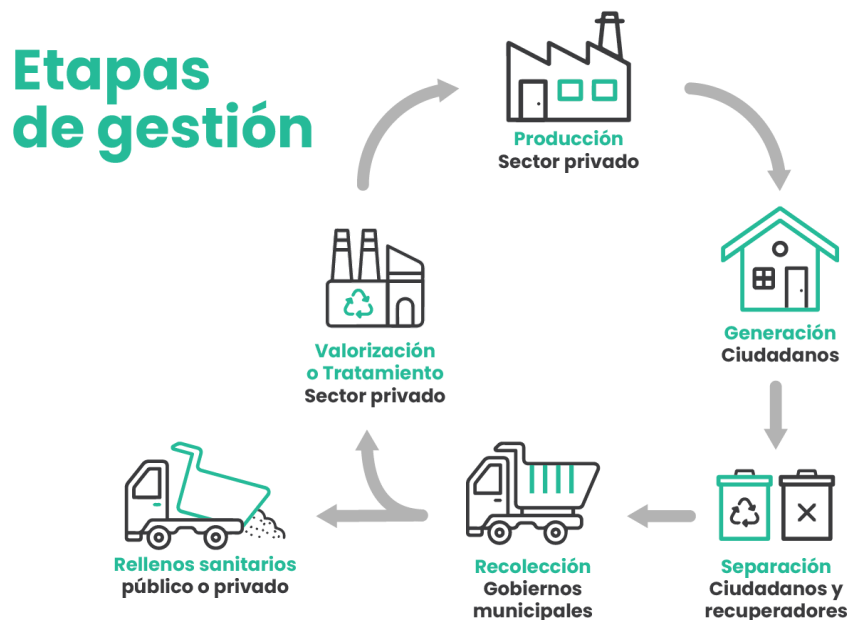 Etapas
de gestión
Producción
Sector privado
Generación
Ciudadanos
Separación
Ciudadanos y
recuperadores
Recolección
Gobiernos
municipales
Valorización
o Tratamiento
Sector privado
Rellenos sanitarios
público o privado